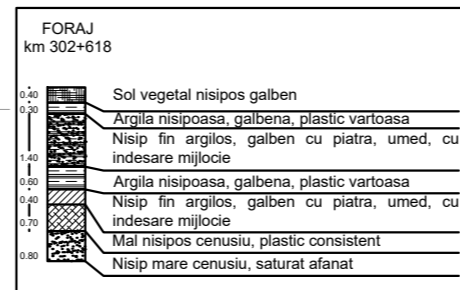 FORAJ
km 302+618
0.40
Sol vegetal nisipos galben
0.30
Argila nisipoasa, galbena, plastic vartoasa
Nisip fin argilos, galben cu piatra, umed, cu
indesare mijlocie
1.40
0.60
Argila nisipoasa, galbena, plastic vartoasa
0.40
Nisip fin argilos, galben cu piatra, umed, cu
indesare mijlocie
0.70
Mal nisipos cenusiu, plastic consistent
0.80
Nisip mare cenusiu, saturat afanat